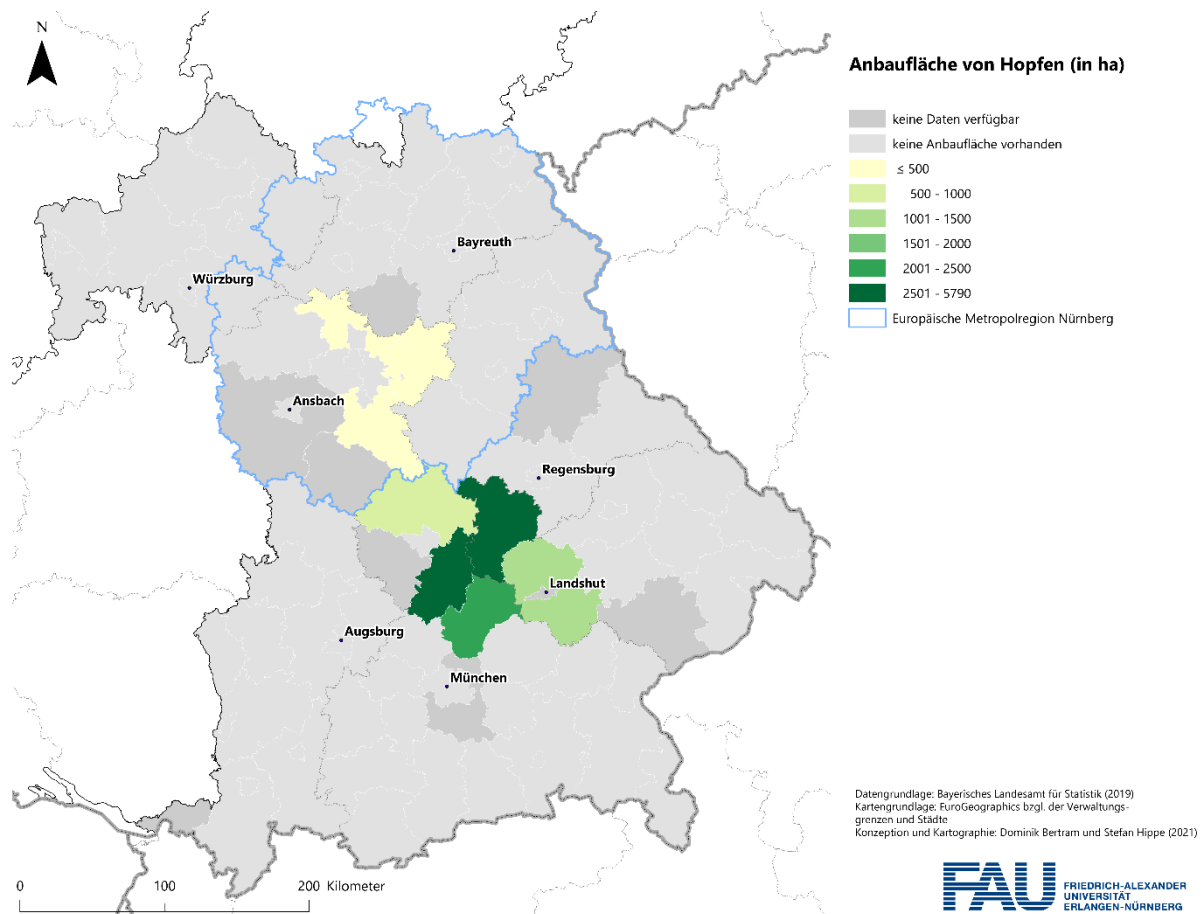 N
Anbaufläche von Hopfen (in ha)
keine Daten verfügbar
keine Anbaufläche vorhanden
≤ 500
500 - 1000
1001 - 1500
1501 - 2000
2001 - 2500
2501 - 5790
Europäische Metropolregion Nürnberg
Bayreuth
Würzburg
Ansbach
Regensburg
Landshut
Augsburg
München
Datengrundlage: Bayerisches Landesamt für Statistik (2019)
Kartengrundlage: EuroGeographics bzgl. der Verwaltungs-
grenzen und Städte
Konzeption und Kartographie: Dominik Bertram und Stefan Hippe (2021)
0 100 200 Kilometer
FAU
FRIEDRICH-ALEXANDER
UNIVERSITÄT
ERLANGEN-NÜRNBERG